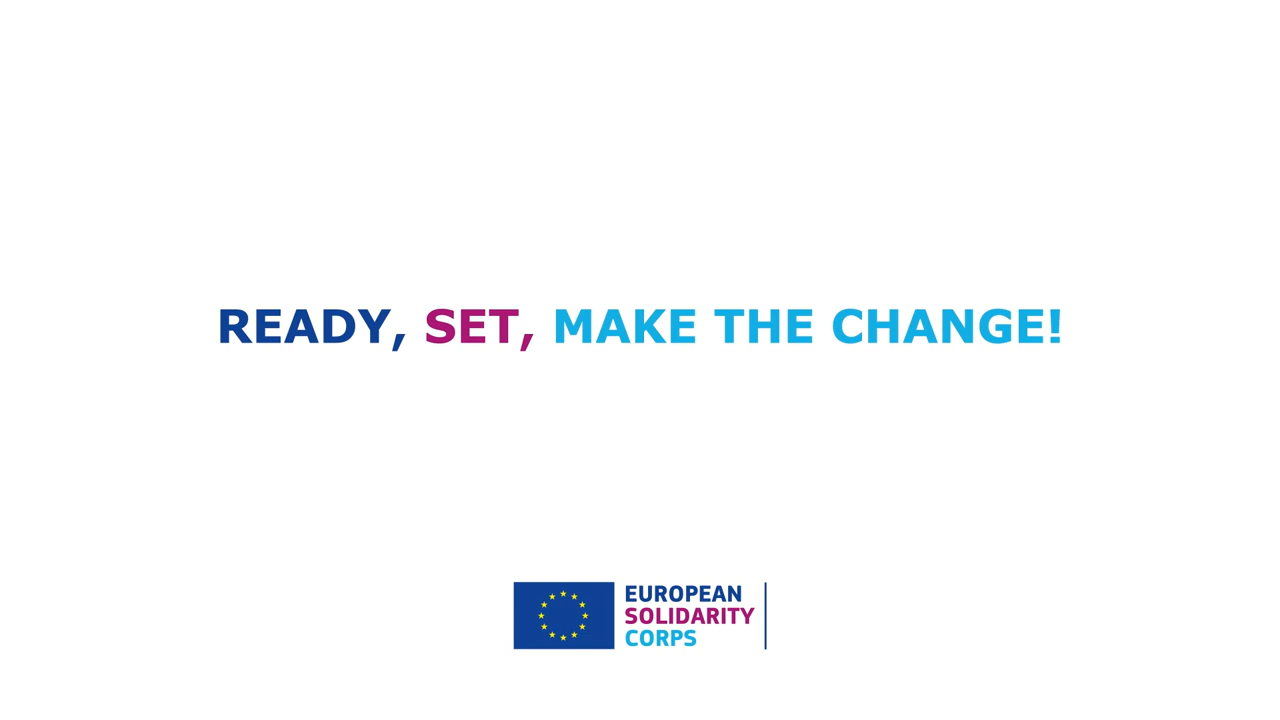 READY, SET, MAKE THE CHANGE!
EUROPEAN
SOLIDARITY
CORPS